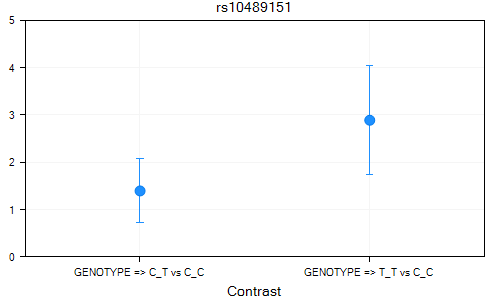 rs10489151
5
4
3
2
1
0
GENOTYPE => C_T vs C_C GENOTYPE => T_T vs C_C
Contrast